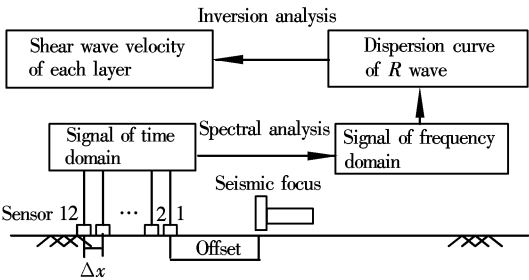 Inversion analysis
Shear wave velocity
of each layer
Dispersion curve
of R wave
Signal of time
domain
Spectral analysis
Signal of frequency
domain
Seismic focus
Sensor 12 ... 2 1
Offset
Δx